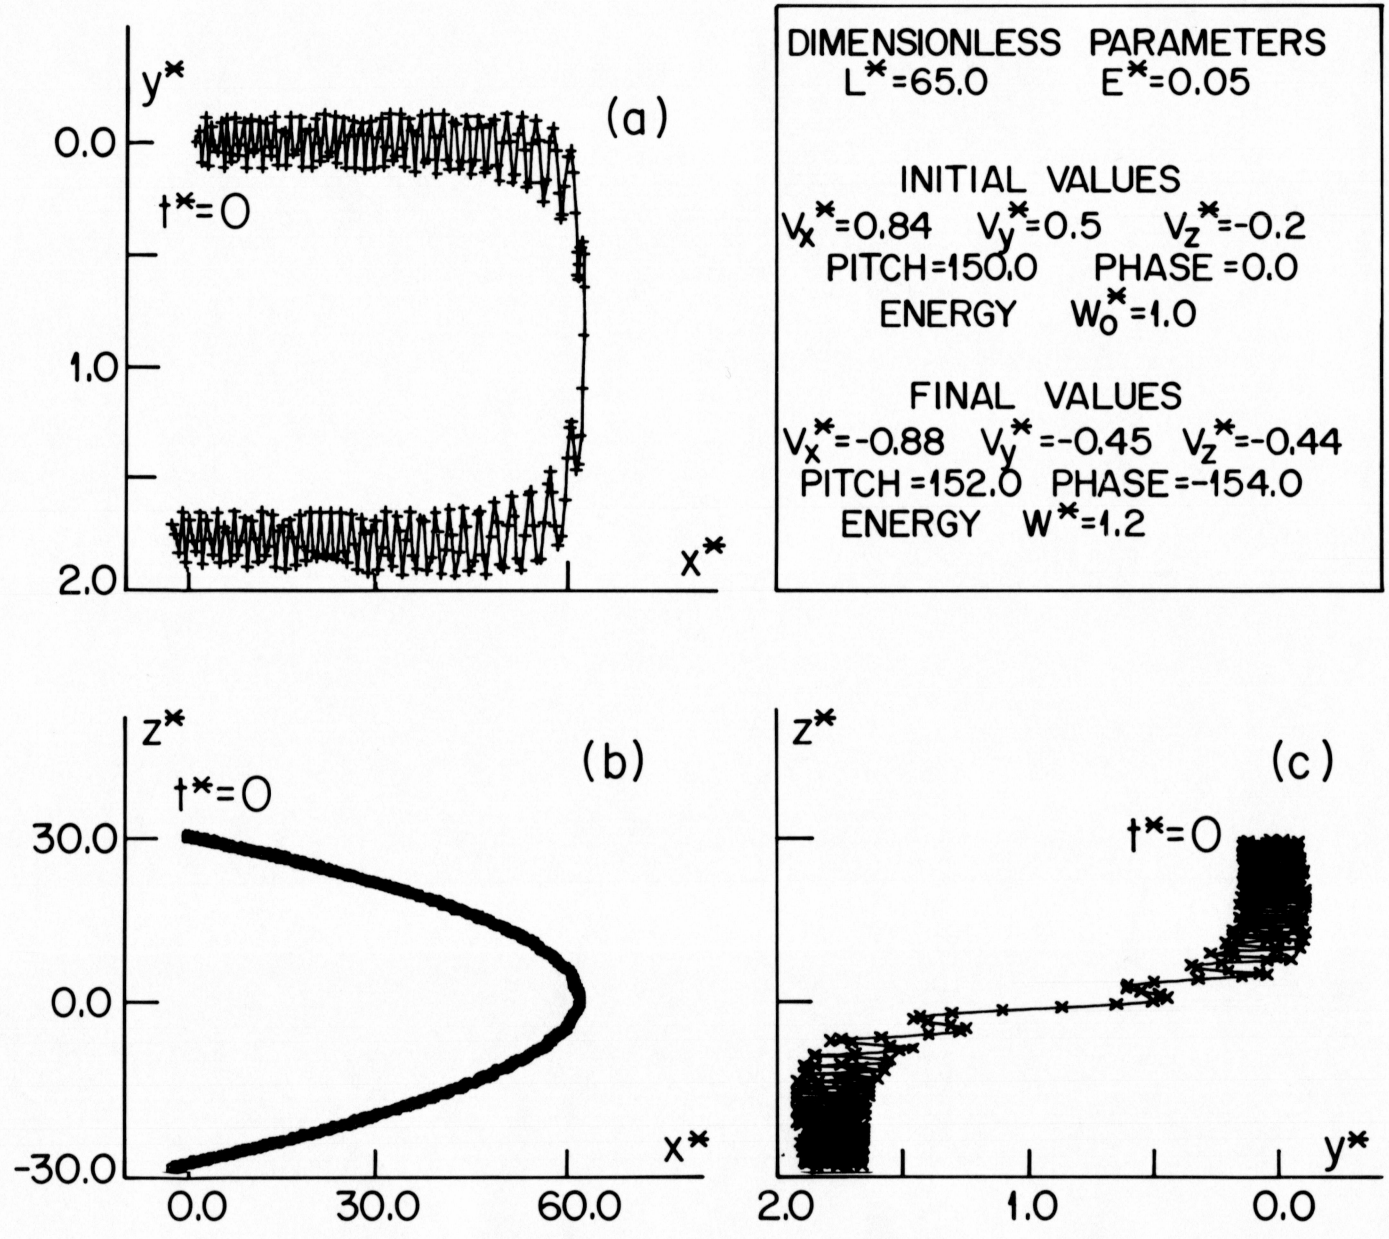 y*
0.0
1.0
2.0
t*=0
(a)
x*
DIMENSIONLESS PARAMETERS
L*=65.0 E*=0.05
INITIAL VALUES
Vx*=0.84 Vy*=0.5 Vz*=-0.2
PITCH=150.0 PHASE=0.0
ENERGY Wo*=1.0
FINAL VALUES
Vx*=-0.88 Vy*=-0.45 Vz*=-0.44
PITCH=152.0 PHASE=-154.0
ENERGY W*=1.2
z*
t*=0
(b)
30.0
0.0
-30.0
x*
0.0 30.0 60.0
z*
(c)
t*=0
y*
2.0 1.0 0.0